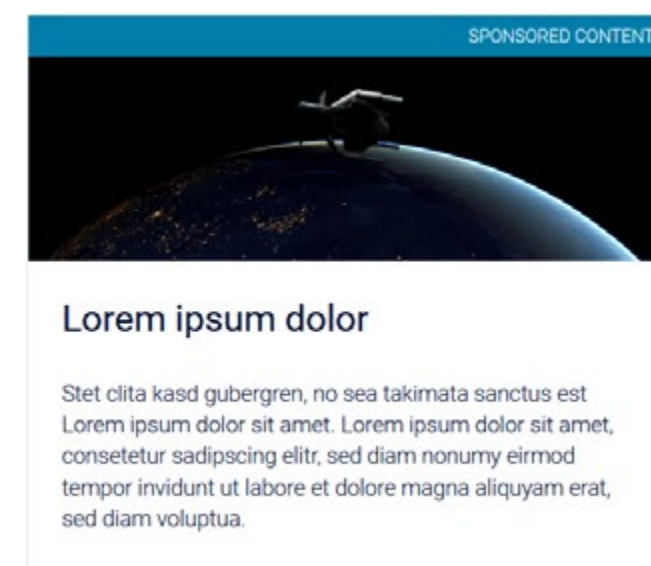 SPONSORED CONTENT
Lorem ipsum dolor
Stet clita kasd gubergren, no sea takimata sanctus est
Lorem ipsum dolor sit amet. Lorem ipsum dolor sit amet,
consetetur sadipscing elitr, sed diam nonumy eirmod
tempor invidunt ut labore et dolore magna aliquyam erat,
sed diam voluptua.